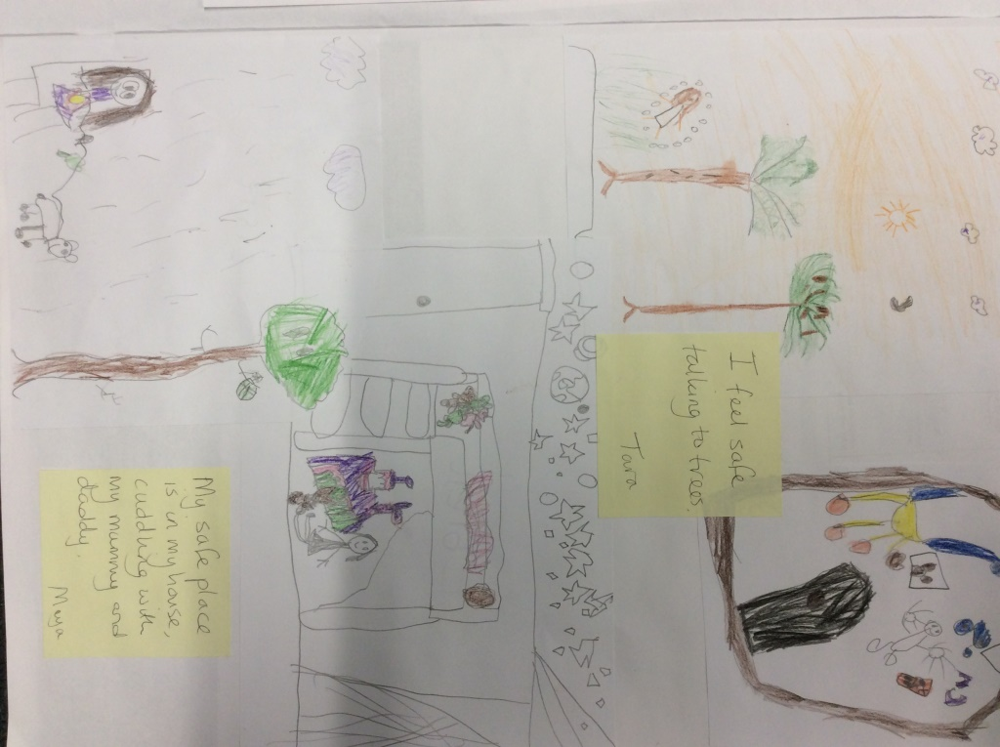 I feel safe
talking to trees.
Tara
My safe place
is in my house,
cuddling with
my mummy and
daddy.
Maya